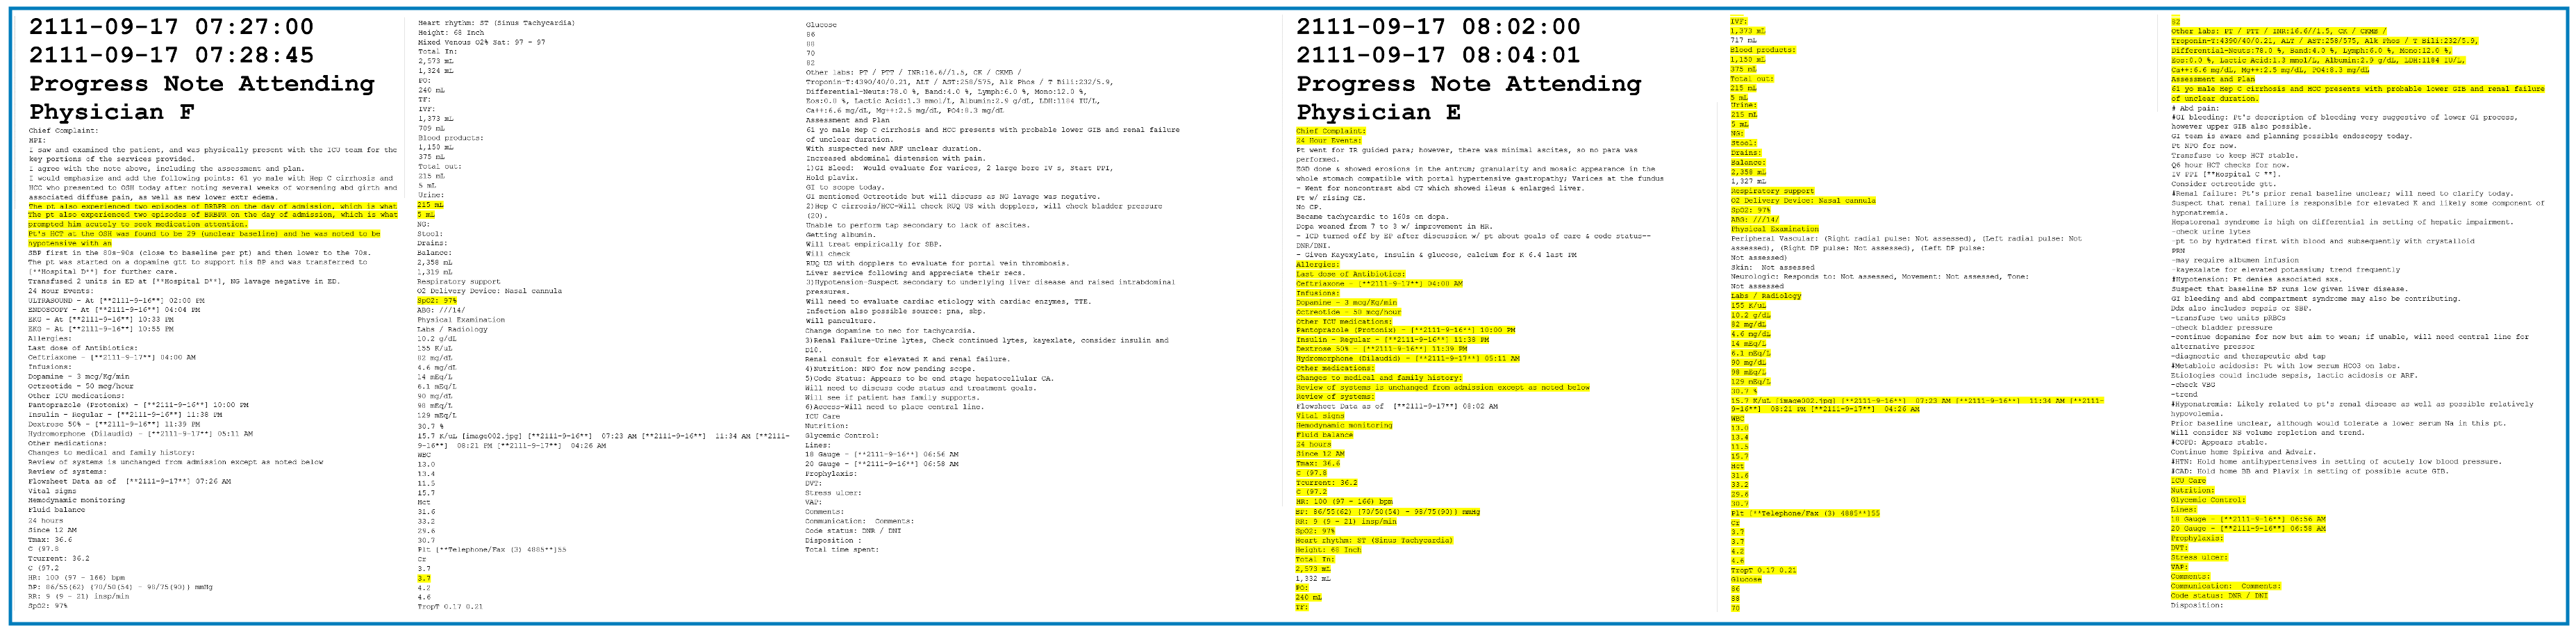 2111-09-17 07:27:00
2111-09-17 07:28:45
Progress Note Attending
Physician F
Chief Complaint:
HPI:
I saw and examined the patient, and was physically present with the ICU team for the
key portions of the services provided.
I agree with the note above, including the assessment and plan.
I would emphasize and add the following points: 61 yo male with Hep C cirrhosis and
HCC who presented to OSH today after noting several weeks of worsening abd girth and
associated diffuse pain, as well as new lower extr edema.
The pt also experienced two episodes of BRBPR on the day of admission, which is what
The pt also experienced two episodes of BRBPR on the day of admission, which is what
prompted him acutely to seek medication attention.
Pt's HCT at the OSH was found to be 29 (unclear baseline) and he was noted to be
hypotensive with an
SBP first in the 80s-90s (close to baseline per pt) and then lower to the 70s.
The pt was started on a dopamine gtt to support his BP and was transferred to
[**Hospital D**] for further care.
Transfused 2 units in ED at [**Hospital D**], NG lavage negative in ED.
24 Hour Events:
ULTRASOUND - At [**2111-9-16**] 02:00 PM
ENDOSCOPY - At [**2111-9-16**] 04:04 PM
EKG - At [**2111-9-16**] 10:33 PM
EKG - At [**2111-9-16**] 10:55 PM
Allergies:
Last dose of Antibiotics:
Ceftriaxone - [**2111-9-17**] 04:00 AM
Infusions:
Dopamine - 3 mcg/Kg/min
Octreotide - 50 mcg/hour
Other ICU medications:
Pantoprazole (Protonix) - [**2111-9-16**] 10:00 PM
Insulin - Regular - [**2111-9-16**] 11:38 PM
Dextrose 50% - [**2111-9-16**] 11:39 PM
Hydromorphone (Dilaudid) - [**2111-9-17**] 05:11 AM
Other medications:
Changes to medical and family history:
Review of systems is unchanged from admission except as noted below
Review of systems:
Flowsheet Data as of  [**2111-9-17**] 07:26 AM
Vital signs
Hemodynamic monitoring
Fluid balance
24 hours
Since 12 AM
Tmax: 36.6
C (97.8
Tcurrent: 36.2
C (97.2
HR: 100 (97 - 166) bpm
BP: 86/55(62) (70/50(54) - 98/75(90)) mmHg
RR: 9 (9 - 21) insp/min
SpO2: 97%
Heart rhythm: ST (Sinus Tachycardia)
Height: 68 Inch
Mixed Venous O2% Sat: 97 - 97
Total In:
2,573 mL
1,324 mL
PO:
240 mL
TF:
IVF:
1,373 mL
709 mL
Blood products:
1,150 mL
375 mL
Total out:
215 mL
5 mL
Urine:
215 mL
5 mL
NG:
Stool:
Drains:
Balance:
2,358 mL
1,319 mL
Respiratory support
O2 Delivery Device: Nasal cannula
SpO2: 97%
ABG: ///14/
Physical Examination
Labs / Radiology
10.2 g/dL
155 K/uL
82 mg/dL
4.6 mg/dL
14 mEq/L
6.1 mEq/L
90 mg/dL
98 mEq/L
129 mEq/L
30.7 %
15.7 K/uL [image002.jpg] [**2111-9-16**]  07:23 AM [**2111-9-16**]  11:34 AM [**2111-
9-16**]  08:21 PM [**2111-9-17**]  04:26 AM
WBC
13.0
13.4
11.5
15.7
Hct
31.6
33.2
29.8
30.7
Plt [**Telephone/Fax (3) 4885**]55
Cr
3.7
3.7
4.2
4.6
TropT 0.17 0.21
Glucose
86
88
70
82
Other labs: PT / PTT / INR:16.6//1.5, CK / CKMB /
Troponin-T:4390/40/0.21, ALT / AST:258/575, Alk Phos / T Bili:232/5.9,
Differential-Neuts:78.0 %, Band:4.0 %, Lymph:6.0 %, Mono:12.0 %,
Eos:0.0 %, Lactic Acid:1.3 mmol/L, Albumin:2.9 g/dL, LDH:1184 IU/L,
Ca++:6.6 mg/dL, Mg++:2.5 mg/dL, PO4:8.3 mg/dL
Assessment and Plan
61 yo male Hep C cirrhosis and HCC presents with probable lower GIB and renal failure
of unclear duration.
With suspected new ARF unclear duration.
Increased abdominal distension with pain.
1)GI Bleed:  Would evaluate for varices, 2 large bore IV s, Start PPI,
Hold plavix.
GI to scope today.
GI mentioned Octreotide but will discuss as NG lavage was negative.
2)Hep C cirrosis/HCC-Will check RUQ US with dopplers, will check bladder pressure
(20).
Unable to perform tap secondary to lack of ascites.
Getting albumin.
Will treat empirically for SBP.
Will check
RUQ US with dopplers to evaluate for portal vein thrombosis.
Liver service following and appreciate their recs.
3)Hypotension-Suspect secondary to underlying liver disease and raised intrabdominal
pressures.
Will need to evaluate cardiac etiology with cardiac enzymes, TTE.
Infection also possible source: pna, sbp.
Will panculture.
Change dopamine to neo for tachycardia.
3)Renal Failure-Urine lytes, Check continued lytes, kayexlate, consider insulin and
D10.
Renal consult for elevated K and renal failure.
4)Nutrition: NPO for now pending scope.
5)Code Status: Appears to be end stage hepatocellular CA.
Will need to discuss code status and treatment goals.
Will see if patient has family supports.
6)Access-Will need to place central line.
ICU Care
Nutrition:
Glycemic Control:
Lines:
18 Gauge - [**2111-9-16**] 06:56 AM
20 Gauge - [**2111-9-16**] 06:58 AM
Prophylaxis:
DVT:
Stress ulcer:
VAP:
Comments:
Communication:  Comments:
Code status: DNR / DNI
Disposition :
Total time spent:
2111-09-17 08:02:00
2111-09-17 08:04:01
Progress Note Attending
Physician E
Chief Complaint:
24 Hour Events:
Pt went for IR guided para; however, there was minimal ascites, so no para was
performed.
EGD done & showed erosions in the antrum; granularity and mosaic appearance in the
whole stomach compatible with portal hypertensive gastropathy; Varices at the fundus
- Went for noncontrast abd CT which showed ileus & enlarged liver.
Pt w/ rising CE.
No CP.
Became tachycardic to 160s on dopa.
Dopa weaned from 7 to 3 w/ improvement in HR.
- ICD turned off by EP after discussion w/ pt about goals of care & code status--
DNR/DNI.
- Given Kayexylate, Insulin & glucose, calcium for K 6.4 last PM
Allergies:
Last dose of Antibiotics:
Ceftriaxone - [**2111-9-17**] 04:00 AM
Infusions:
Dopamine - 3 mcg/Kg/min
Octreotide - 50 mcg/hour
Other ICU medications:
Pantoprazole (Protonix) - [**2111-9-16**] 10:00 PM
Insulin - Regular - [**2111-9-16**] 11:38 PM
Dextrose 50% - [**2111-9-16**] 11:39 PM
Hydromorphone (Dilaudid) - [**2111-9-17**] 05:11 AM
Other medications:
Changes to medical and family history:
Review of systems is unchanged from admission except as noted below
Review of systems:
Flowsheet Data as of  [**2111-9-17**] 08:02 AM
Vital signs
Hemodynamic monitoring
Fluid balance
24 hours
Since 12 AM
Tmax: 36.6
C (97.8
Tcurrent: 36.2
C (97.2
HR: 100 (97 - 166) bpm
BP: 86/55(62) (70/50(54) - 98/75(90)) mmHg
RR: 9 (9 - 21) insp/min
SpO2: 97%
Heart rhythm: ST (Sinus Tachycardia)
Height: 68 Inch
Total In:
2,573 mL
1,332 mL
PO:
240 mL
TF:
IVF:
1,373 mL
717 mL
Blood products:
1,150 mL
375 mL
Total out:
215 mL
5 mL
Urine:
215 mL
5 mL
NG:
Stool:
Drains:
Balance:
2,358 mL
1,327 mL
Respiratory support
O2 Delivery Device: Nasal cannula
SpO2: 97%
ABG: ///14/
Physical Examination
Peripheral Vascular: (Right radial pulse: Not assessed), (Left radial pulse: Not
assessed), (Right DP pulse: Not assessed), (Left DP pulse:
Not assessed)
Skin:  Not assessed
Neurologic: Responds to: Not assessed, Movement: Not assessed, Tone:
Not assessed
Labs / Radiology
155 K/uL
10.2 g/dL
82 mg/dL
4.6 mg/dL
14 mEq/L
6.1 mEq/L
90 mg/dL
98 mEq/L
129 mEq/L
30.7 %
15.7 K/uL [image002.jpg] [**2111-9-16**]  07:23 AM [**2111-9-16**]  11:34 AM [**2111-
9-16**]  08:21 PM [**2111-9-17**]  04:26 AM
WBC
13.0
13.4
11.5
15.7
Hct
31.6
33.2
29.8
30.7
Plt [**Telephone/Fax (3) 4885**]55
Cr
3.7
3.7
4.2
4.6
TropT 0.17 0.21
Glucose
86
88
70
82
Other labs: PT / PTT / INR:16.6//1.5, CK / CKMB /
Troponin-T:4390/40/0.21, ALT / AST:258/575, Alk Phos / T Bili:232/5.9,
Differential-Neuts:78.0 %, Band:4.0 %, Lymph:6.0 %, Mono:12.0 %,
Eos:0.0 %, Lactic Acid:1.3 mmol/L, Albumin:2.9 g/dL, LDH:1184 IU/L,
Ca++:6.6 mg/dL, Mg++:2.5 mg/dL, PO4:8.3 mg/dL
Assessment and Plan
61 yo male Hep C cirrhosis and HCC presents with probable lower GIB and renal failure
of unclear duration.
# Abd pain:
#GI bleeding: Pt's description of bleeding very suggestive of lower GI process,
however upper GIB also possible.
GI team is aware and planning possible endoscopy today.
Pt NPO for now.
Transfuse to keep HCT stable.
Q6 hour HCT checks for now.
IV PPI [**Hospital C **].
Consider octreotide gtt.
#Renal failure: Pt's prior renal baseline unclear; will need to clarify today.
Suspect that renal failure is responsible for elevated K and likely some component of
hyponatremia.
Hepatorenal syndrome is high on differential in setting of hepatic impairment.
-check urine lytes
-pt to by hydrated first with blood and subsequently with crystalloid
PRN
-may require albumen infusion
-kayexalate for elevated potassium; trend frequently
#Hypotension: Pt denies associated sxs.
Suspect that baseline BP runs low given liver disease.
GI bleeding and abd compartment syndrome may also be contributing.
Ddx also includes sepsis or SBP.
-transfuse two units pRBCs
-check bladder pressure
-continue dopamine for now but aim to wean; if unable, will need central line for
alternative pressor
-diagnostic and therapeutic abd tap
#Metabloic acidosis: Pt with low serum HCO3 on labs.
Etiologies could include sepsis, lactic acidosis or ARF.
-check VBG
-trend
#Hyponatremia: Likely related to pt's renal disease as well as possible relatively
hypovolemia.
Prior baseline unclear, although would tolerate a lower serum Na in this pt.
Will consider NS volume repletion and trend.
#COPD: Appears stable.
Continue home Spiriva and Advair.
#HTN: Hold home antihypertensives in setting of acutely low blood pressure.
#CAD: Hold home BB and Plavix in setting of possible acute GIB.
ICU Care
Nutrition:
Glycemic Control:
Lines:
18 Gauge - [**2111-9-16**] 06:56 AM
20 Gauge - [**2111-9-16**] 06:58 AM
Prophylaxis:
DVT:
Stress ulcer:
VAP:
Comments:
Communication:  Comments:
Code status: DNR / DNI
Disposition: